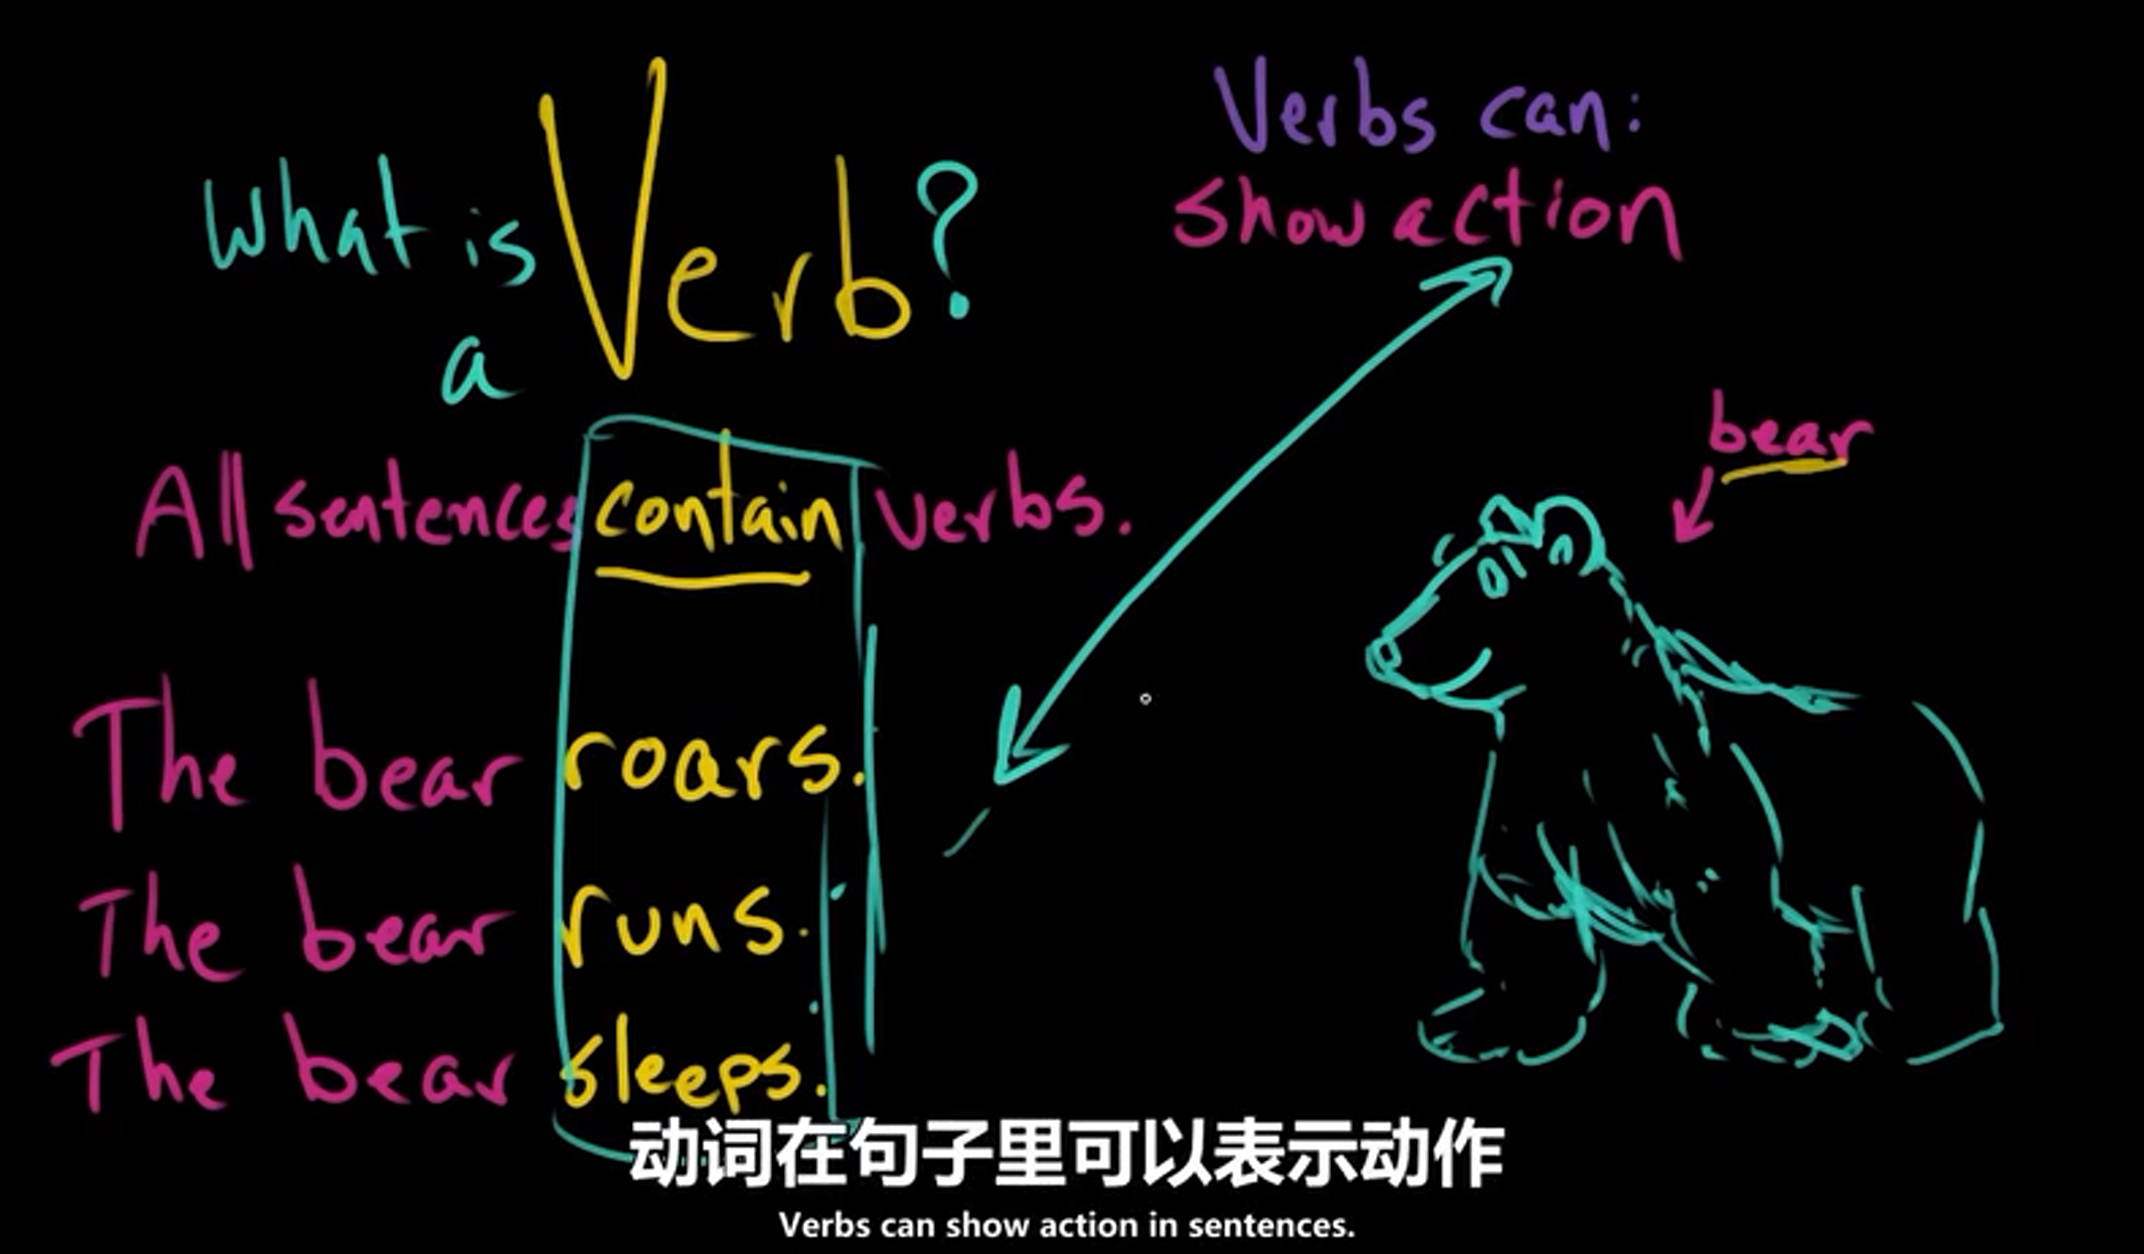 What is a Verb?
Verbs can:
show action
bear
All sentences contain verbs.
The bear roars.
The bear runs.
The bear sleeps.
动词在句子里可以表示动作
Verbs can show action in sentences.